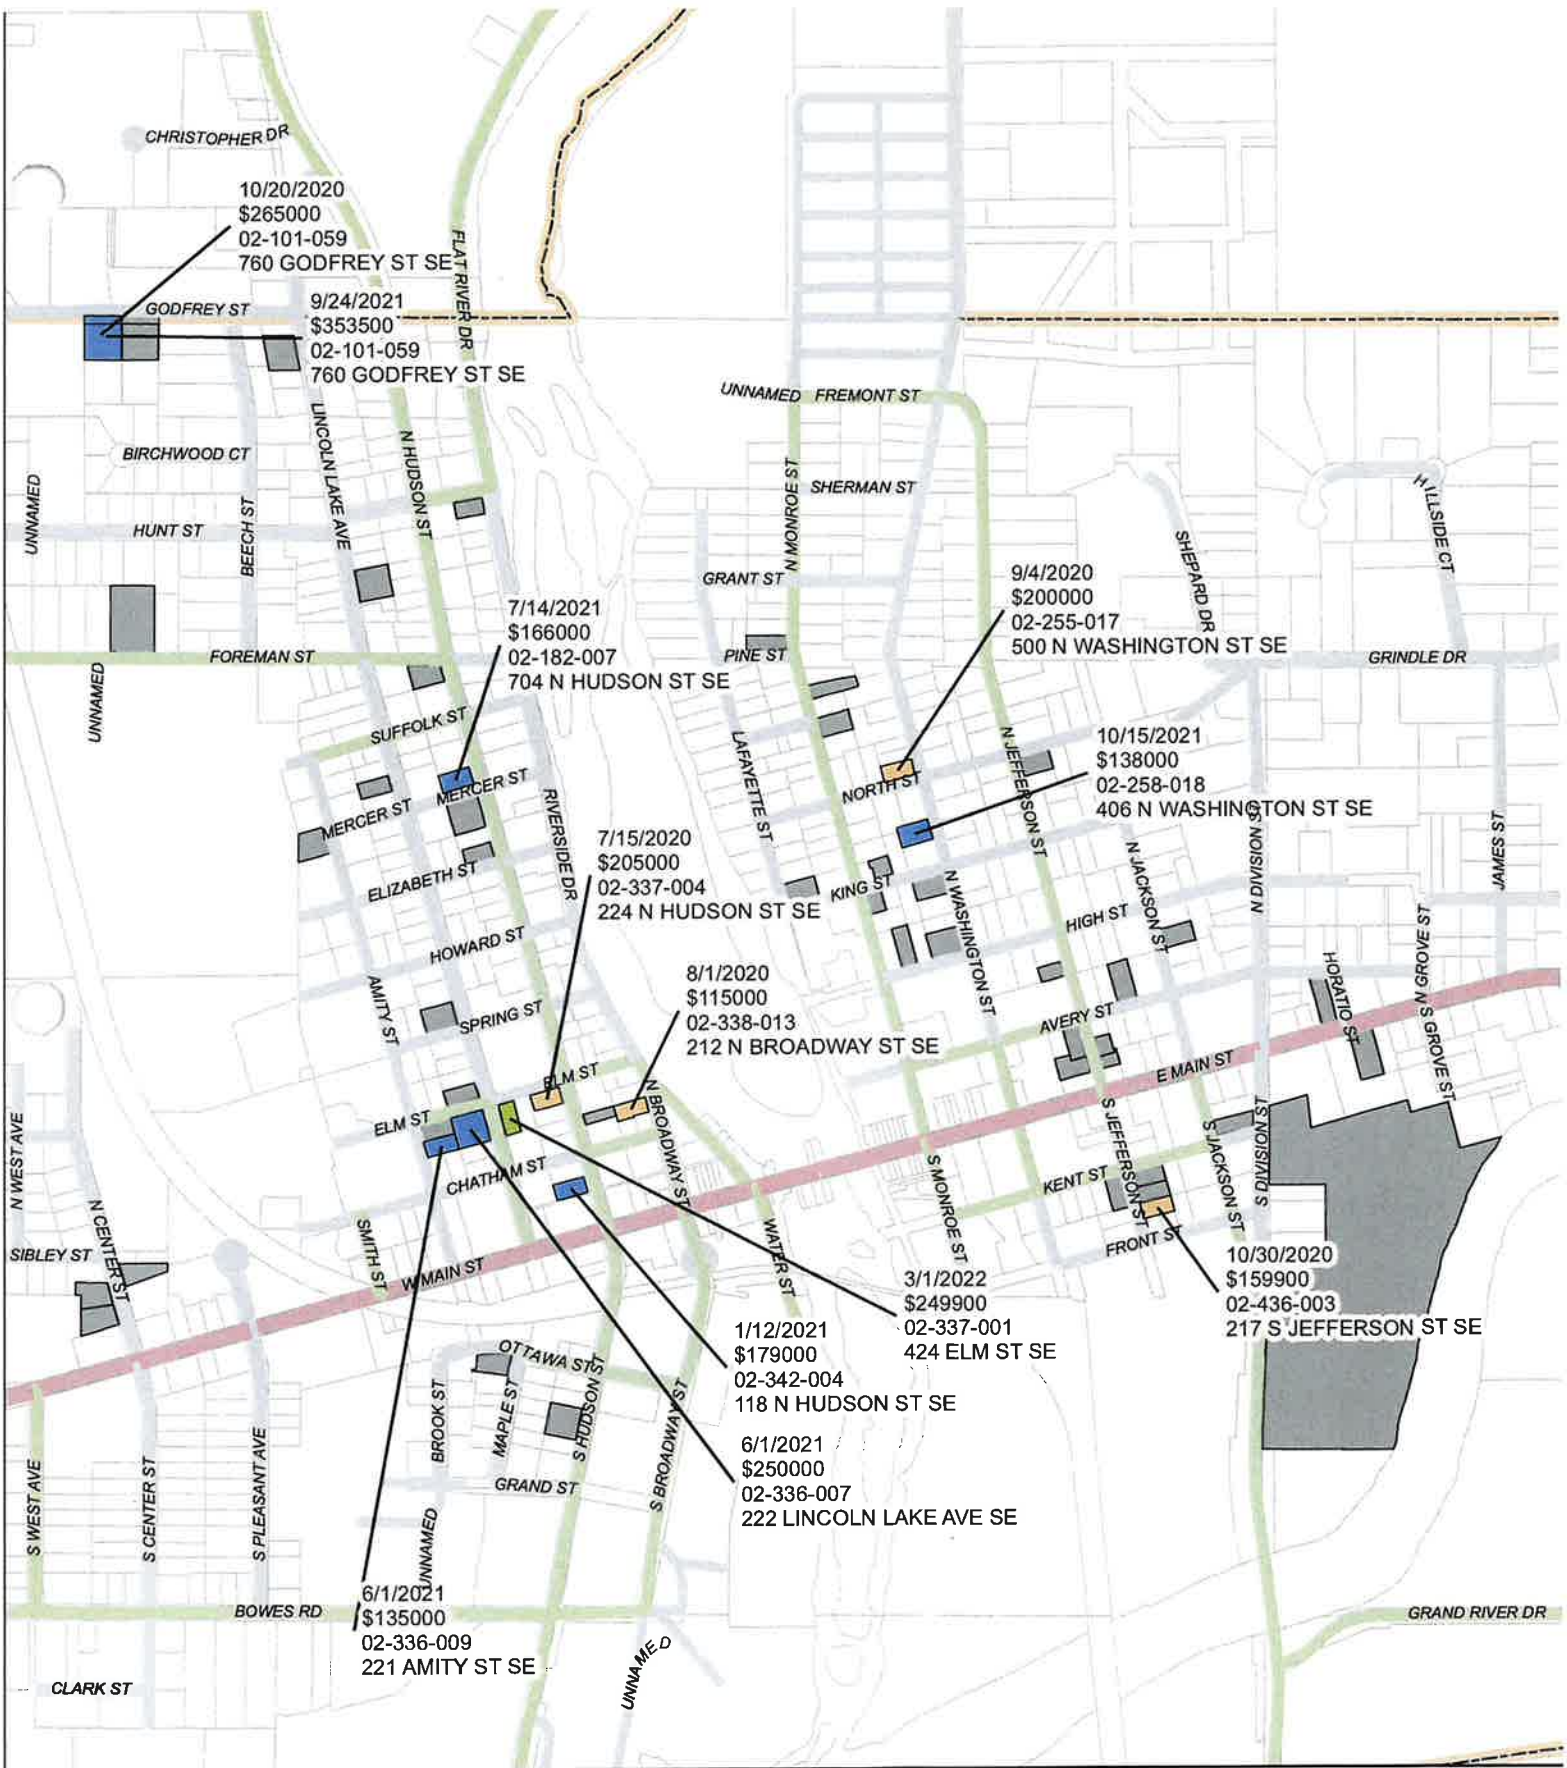 CHRISTOPHER DR
10/20/2020
$265000
02-101-059
760 GODFREY ST SE
FLAT RIVER DR
GODFREY ST
9/24/2021
$353500
02-101-059
760 GODFREY ST SE
UNNAMED
FREMONT ST
LINCOLN LAKE AVE
N HUDSON ST
BIRCHWOOD CT
UNNAMED
HUNT ST
BEECH ST
N MONROE ST
SHERMAN ST
HILLSIDE CT
SHEPARD DR
GRANT ST
9/4/2020
$200000
02-255-017
500 N WASHINGTON ST SE
7/14/2021
$166000
02-182-007
704 N HUDSON ST SE
FOREMAN ST
PINE ST
GRINDLE DR
UNNAMED
SUFFOLK ST
LAFAYETTE ST
N JEFFERSON ST
10/15/2021
$138000
02-258-018
406 N WASHINGTON ST SE
MERCER ST
MERCER ST
RIVERSIDE DR
NORTH ST
N DIVISION ST
JAMES ST
7/15/2020
$205000
02-337-004
224 N HUDSON ST SE
ELIZABETH ST
KING ST
N WASHINGTON ST
N JACKSON ST
HIGH ST
HOWARD ST
AMITY ST
SPRING ST
8/1/2020
$115000
02-338-013
212 N BROADWAY ST SE
AVERY ST
HORATIO ST
N GROVE ST
N GROVE ST
E MAIN ST
ELM ST
ELM ST
N BROADWAY ST
N WEST AVE
CHATHAM ST
S MONROE ST
S JEFFERSON ST
S JACKSON ST
S DIVISION ST
KENT ST
N CENTER ST
SIBLEY ST
SMITH ST
W MAIN ST
WATER ST
FRONT ST
10/30/2020
$159900
02-436-003
217 S JEFFERSON ST SE
3/1/2022
$249900
02-337-001
424 ELM ST SE
1/12/2021
$179000
02-342-004
118 N HUDSON ST SE
OTTAWA ST
BROOK ST
MAPLE ST
S HUDSON ST
S BROADWAY ST
6/1/2021
$250000
02-336-007
222 LINCOLN LAKE AVE SE
GRAND ST
S WEST AVE
S CENTER ST
S PLEASANT AVE
UNNAMED
6/1/2021
$135000
02-336-009
221 AMITY ST SE
BOWES RD
GRAND RIVER DR
UNNAMED
CLARK ST